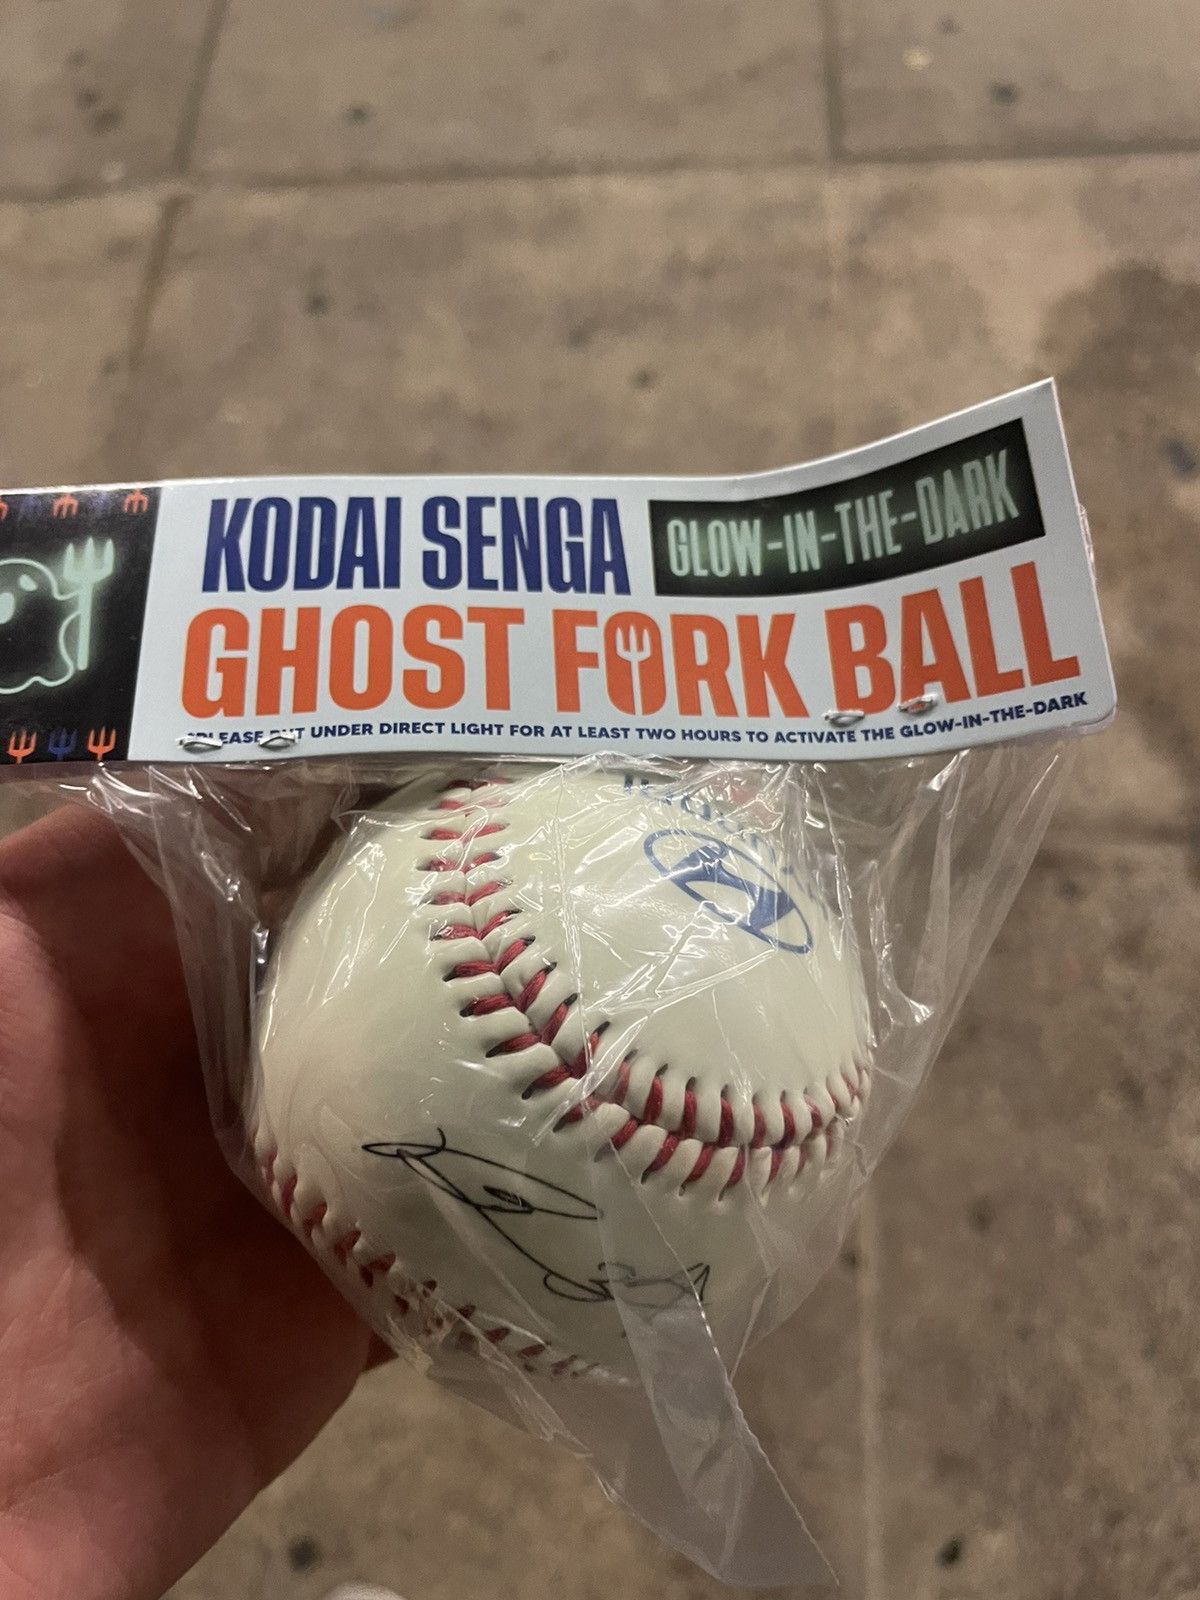 KODAI SENGA
GLOW-IN-THE-DARK
GHOST FORK BALL
*PLEASE PUT UNDER DIRECT LIGHT FOR AT LEAST TWO HOURS TO ACTIVATE THE GLOW-IN-THE-DARK